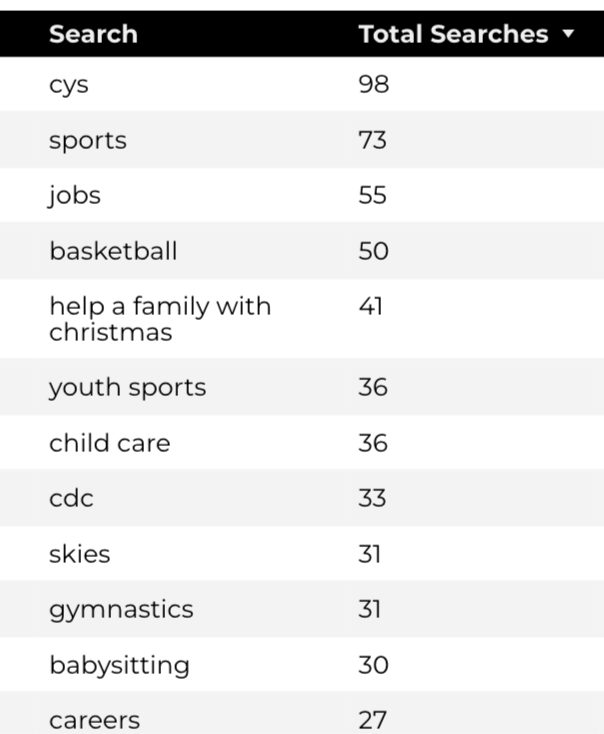 Search Total Searches ▼
cys 98
sports 73
jobs 55
basketball 50
help a family with 41
christmas
youth sports 36
child care 36
cdc 33
skies 31
gymnastics 31
babysitting 30
careers 27